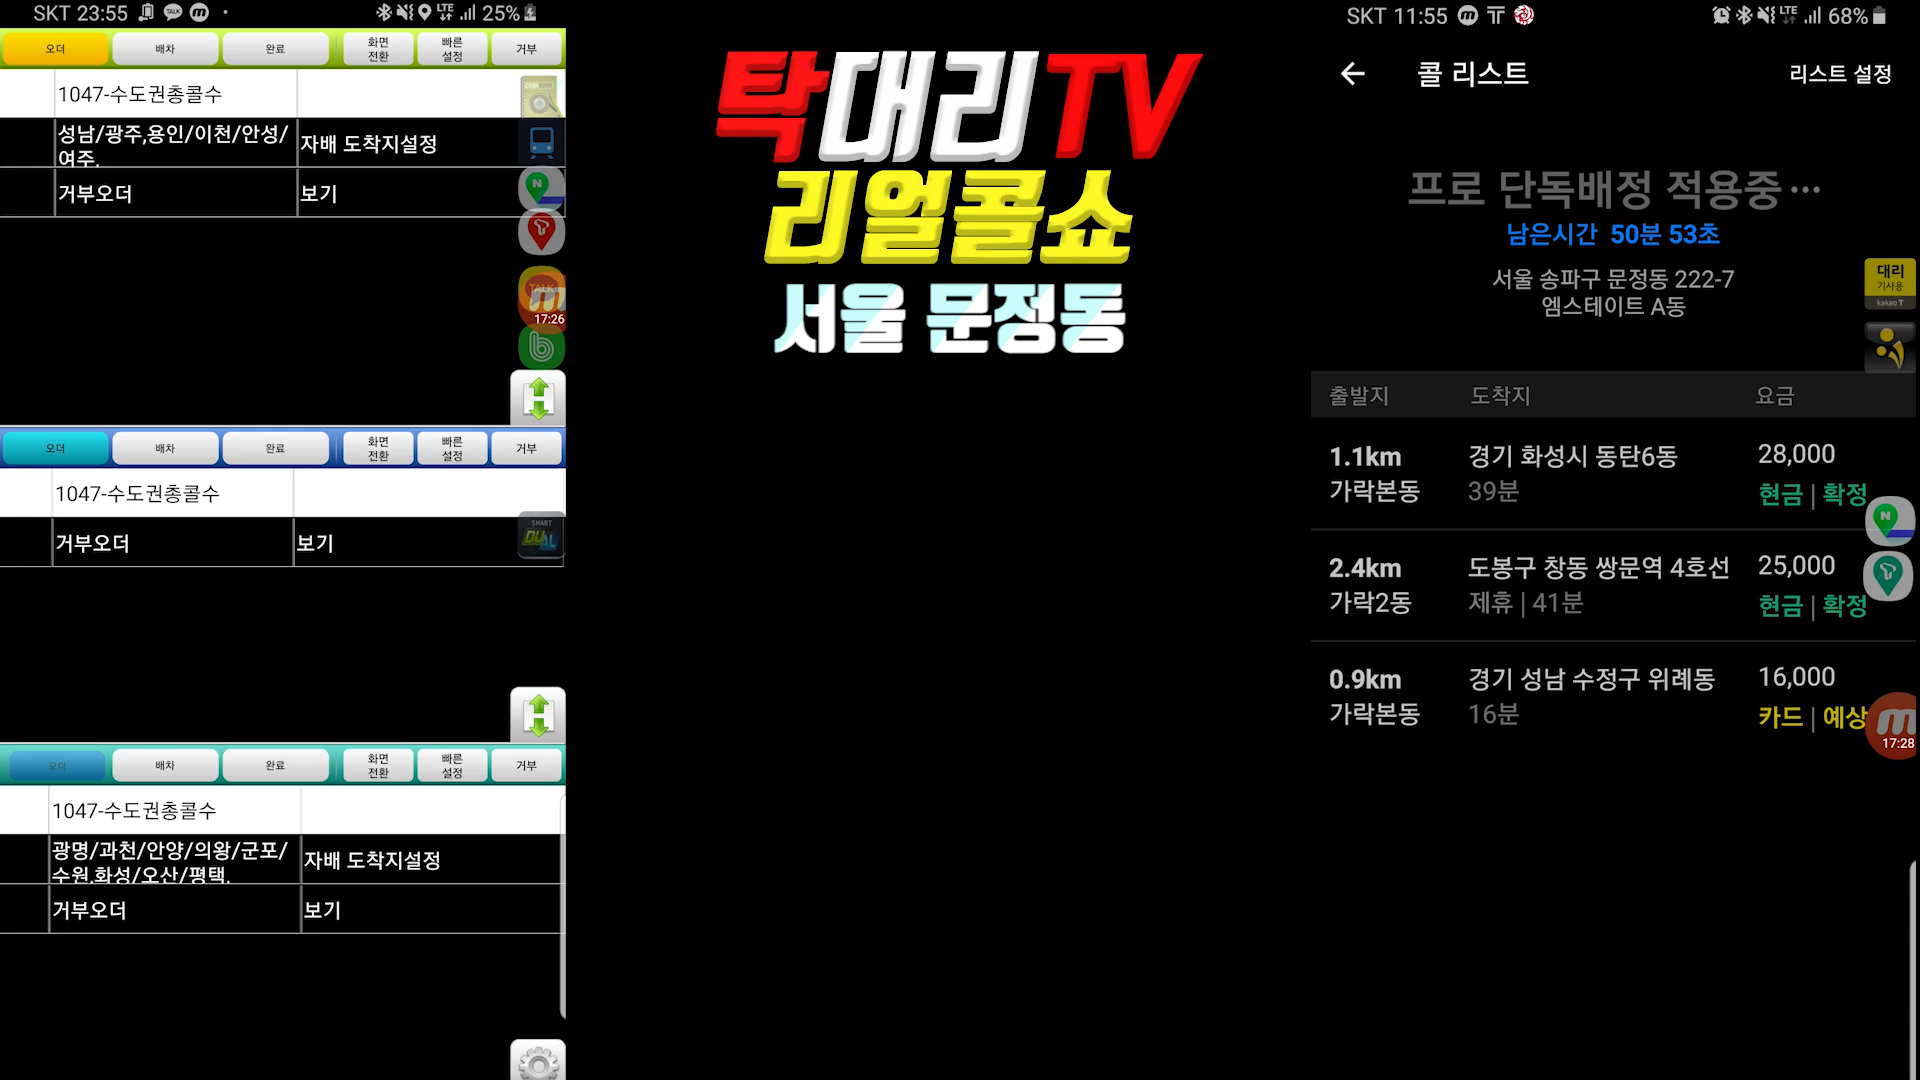 SKT 23:55
TALK
25%
오더
배차
완료
화면
전환
빠른
설정
거부
1047-수도권총콜수
성남/광주,용인/이천/안성/
여주.
자배 도착지설정
거부오더
보기
N
TALK
17:26
b
오더
배차
완료
화면
전환
빠른
설정
거부
1047-수도권총콜수
거부오더
보기
SMART
DUAL
오더
배차
완료
화면
전환
빠른
설정
거부
1047-수도권총콜수
광명/과천/안양/의왕/군포/
수원,화성/오산/평택.
자배 도착지설정
거부오더
보기
탁대리TV
리얼콜쇼
서울 문정동
SKT 11:55
LTE
68%
콜 리스트
리스트 설정
프로 단독배정 적용중…
남은시간 50분 53초
서울 송파구 문정동 222-7
엠스테이트 A동
대리
기사용
kakao T
출발지
도착지
요금
1.1km
경기 화성시 동탄6동
28,000
가락본동
39분
현금 | 확정
N
2.4km
도봉구 창동 쌍문역 4호선
25,000
가락2동
제휴 | 41분
현금 | 확정
0.9km
경기 성남 수정구 위례동
16,000
가락본동
16분
카드 | 예상
17:28